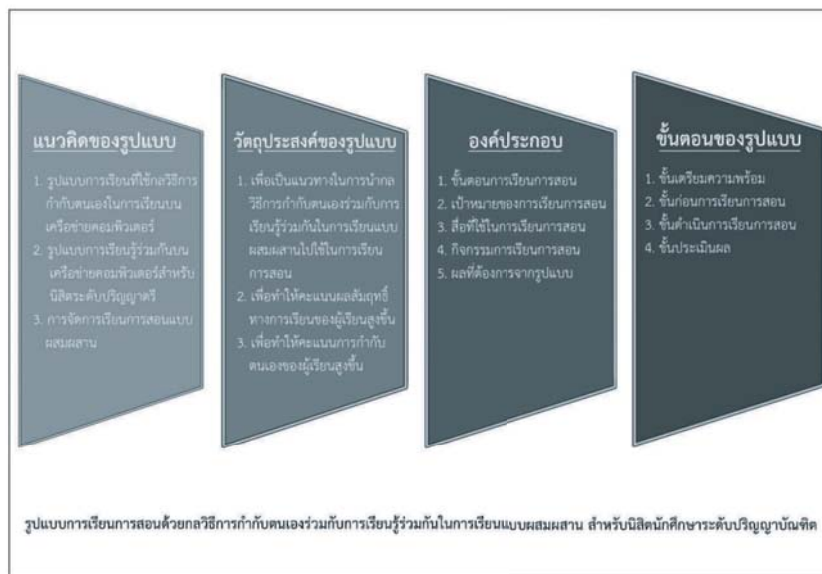 แนวคิดของรูปแบบ
1. รูปแบบการเรียนที่ใช้กลวิธีการ
กำกับตนเองในการเรียนบน
เครือข่ายคอมพิวเตอร์
2. รูปแบบการเรียนรู้ร่วมกันบน
เครือข่ายคอมพิวเตอร์สำหรับ
นิสิตระดับปริญญาตรี
3. การจัดการเรียนการสอนแบบ
ผสมผสาน
วัตถุประสงค์ของรูปแบบ
1. เพื่อเป็นแนวทางในการนำกล
วิธีการกำกับตนเองร่วมกับการ
เรียนรู้ร่วมกันในการเรียนแบบ
ผสมผสานไปใช้ในการเรียน
การสอน
2. เพื่อทำให้คะแนนผลสัมฤทธิ์
ทางการเรียนของผู้เรียนสูงขึ้น
3. เพื่อทำให้คะแนนการกำกับ
ตนเองของผู้เรียนสูงขึ้น
องค์ประกอบ
1. ขั้นตอนการเรียนการสอน
2. เป้าหมายของการเรียนการสอน
3. สื่อที่ใช้ในการเรียนการสอน
4. กิจกรรมการเรียนการสอน
5. ผลที่ต้องการจากรูปแบบ
ขั้นตอนของรูปแบบ
1. ขั้นเตรียมความพร้อม
2. ขั้นก่อนการเรียนการสอน
3. ขั้นดำเนินการเรียนการสอน
4. ขั้นประเมินผล
รูปแบบการเรียนการสอนด้วยกลวิธีการกำกับตนเองร่วมกับการเรียนรู้ร่วมกันในการเรียนแบบผสมผสาน สำหรับนิสิตนักศึกษาระดับปริญญาบัณฑิต